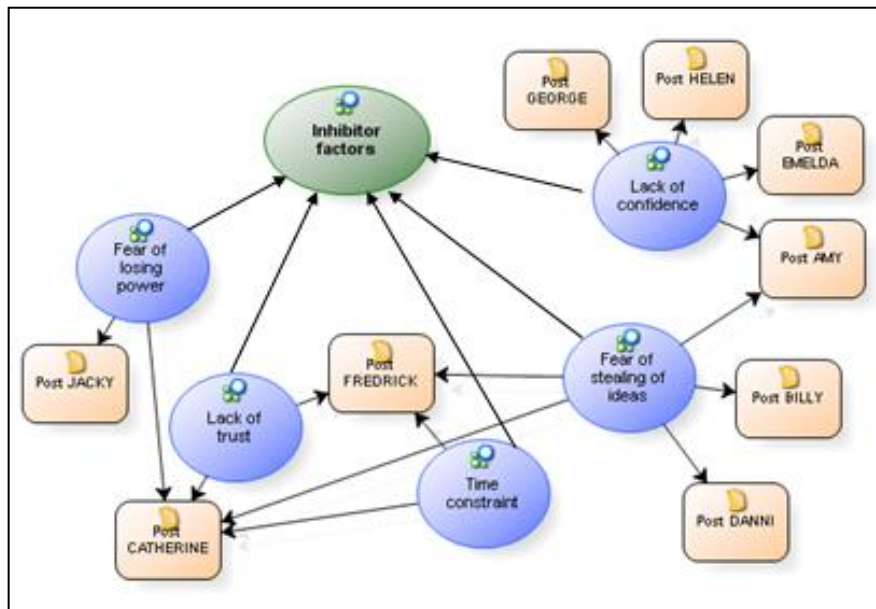 Inhibitor
factors
Post
GEORGE
Post HELEN
Post
EMELDA
Lack of
confidence
Post AMY
Fear of
losing
power
Post JACKY
Post
FREDRICK
Fear of
stealing of
ideas
Post BILLY
Lack of
trust
Time
constraint
Post DANNI
Post
CATHERINE